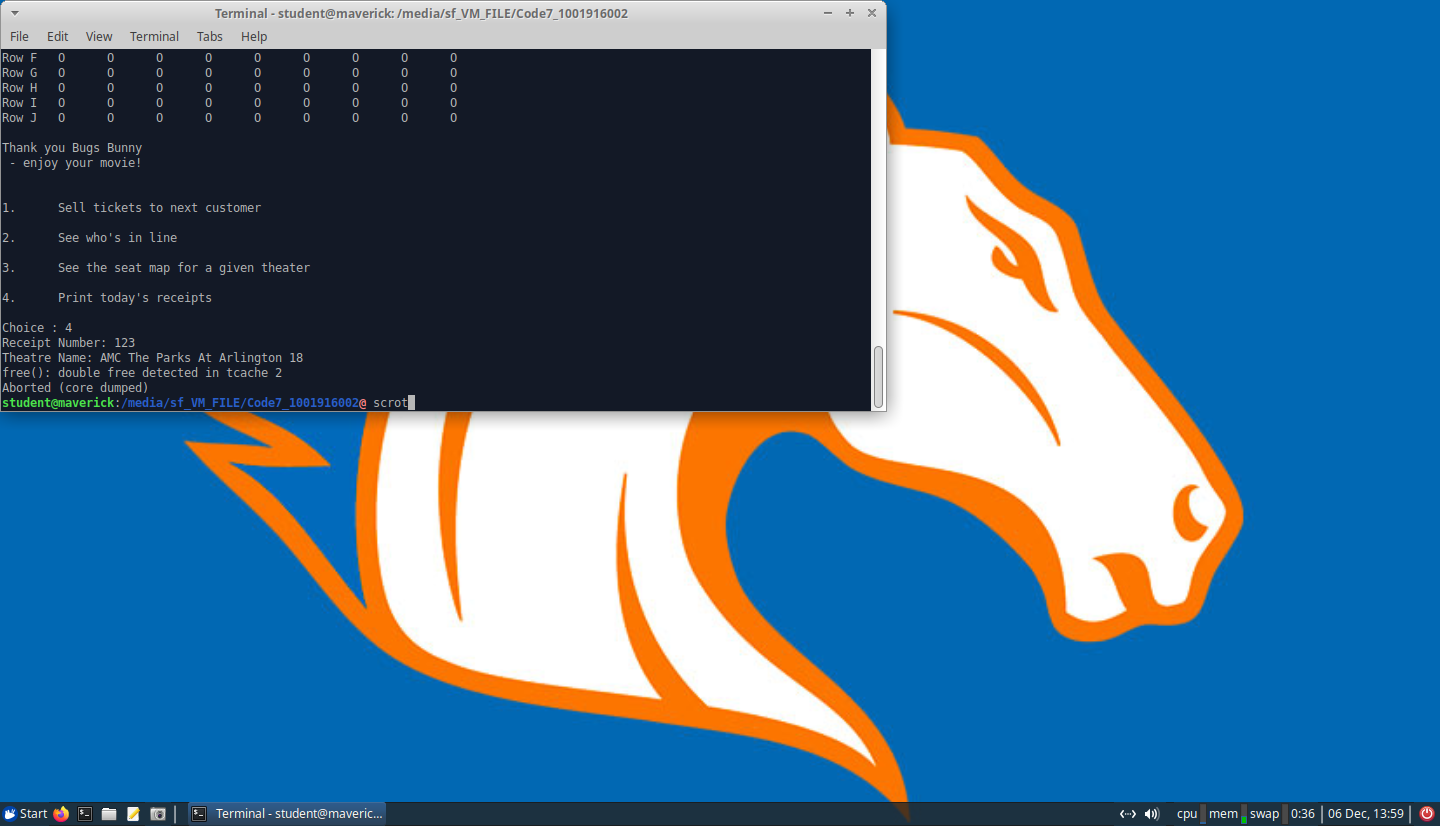 Terminal - student@maverick: /media/sf_VM_FILE/Code7_1001916002
File Edit View Terminal Tabs Help
Row F 0 0 0 0 0 0 0 0 0
Row G 0 0 0 0 0 0 0 0 0
Row H 0 0 0 0 0 0 0 0 0
Row I 0 0 0 0 0 0 0 0 0
Row J 0 0 0 0 0 0 0 0 0
Thank you Bugs Bunny
- enjoy your movie!
1. Sell tickets to next customer
2. See who's in line
3. See the seat map for a given theater
4. Print today's receipts
Choice : 4
Receipt Number: 123
Theatre Name: AMC The Parks At Arlington 18
free(): double free detected in tcache 2
Aborted (core dumped)
student@maverick:/media/sf_VM_FILE/Code7_1001916002@ scrot
Start Terminal - student@maveric... cpu mem swap 0:36 06 Dec, 13:59